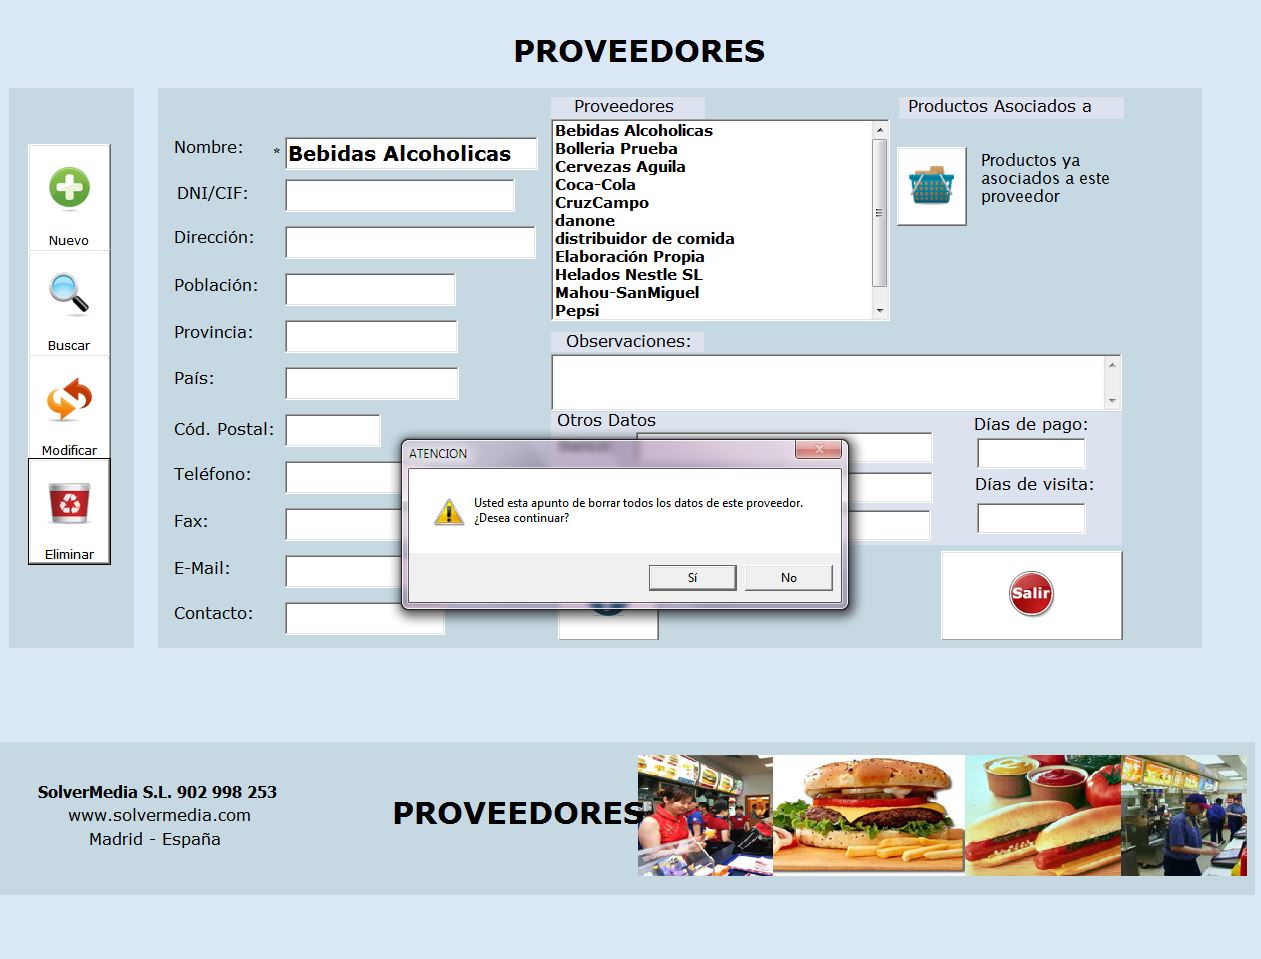 PROVEEDORES
Nuevo
Buscar
Modificar
Eliminar
Nombre:
* Bebidas Alcoholicas
DNI/CIF:
Dirección:
Población:
Provincia:
País:
Cód. Postal:
Teléfono:
Fax:
E-Mail:
Contacto:
Proveedores
Bebidas Alcoholicas
Bolleria Prueba
Cervezas Aguila
Coca-Cola
CruzCampo
danone
distribuidor de comida
Elaboración Propia
Helados Nestle SL
Mahou-SanMiguel
Pepsi
Productos Asociados a
Productos ya
asociados a este
proveedor
Observaciones:
Otros Datos
Días de pago:
Días de visita:
ATENCION
Usted esta apunto de borrar todos los datos de este proveedor.
¿Desea continuar?
Sí
No
Salir
SolverMedia S.L. 902 998 253
www.solvermedia.com
Madrid - España
PROVEEDORES